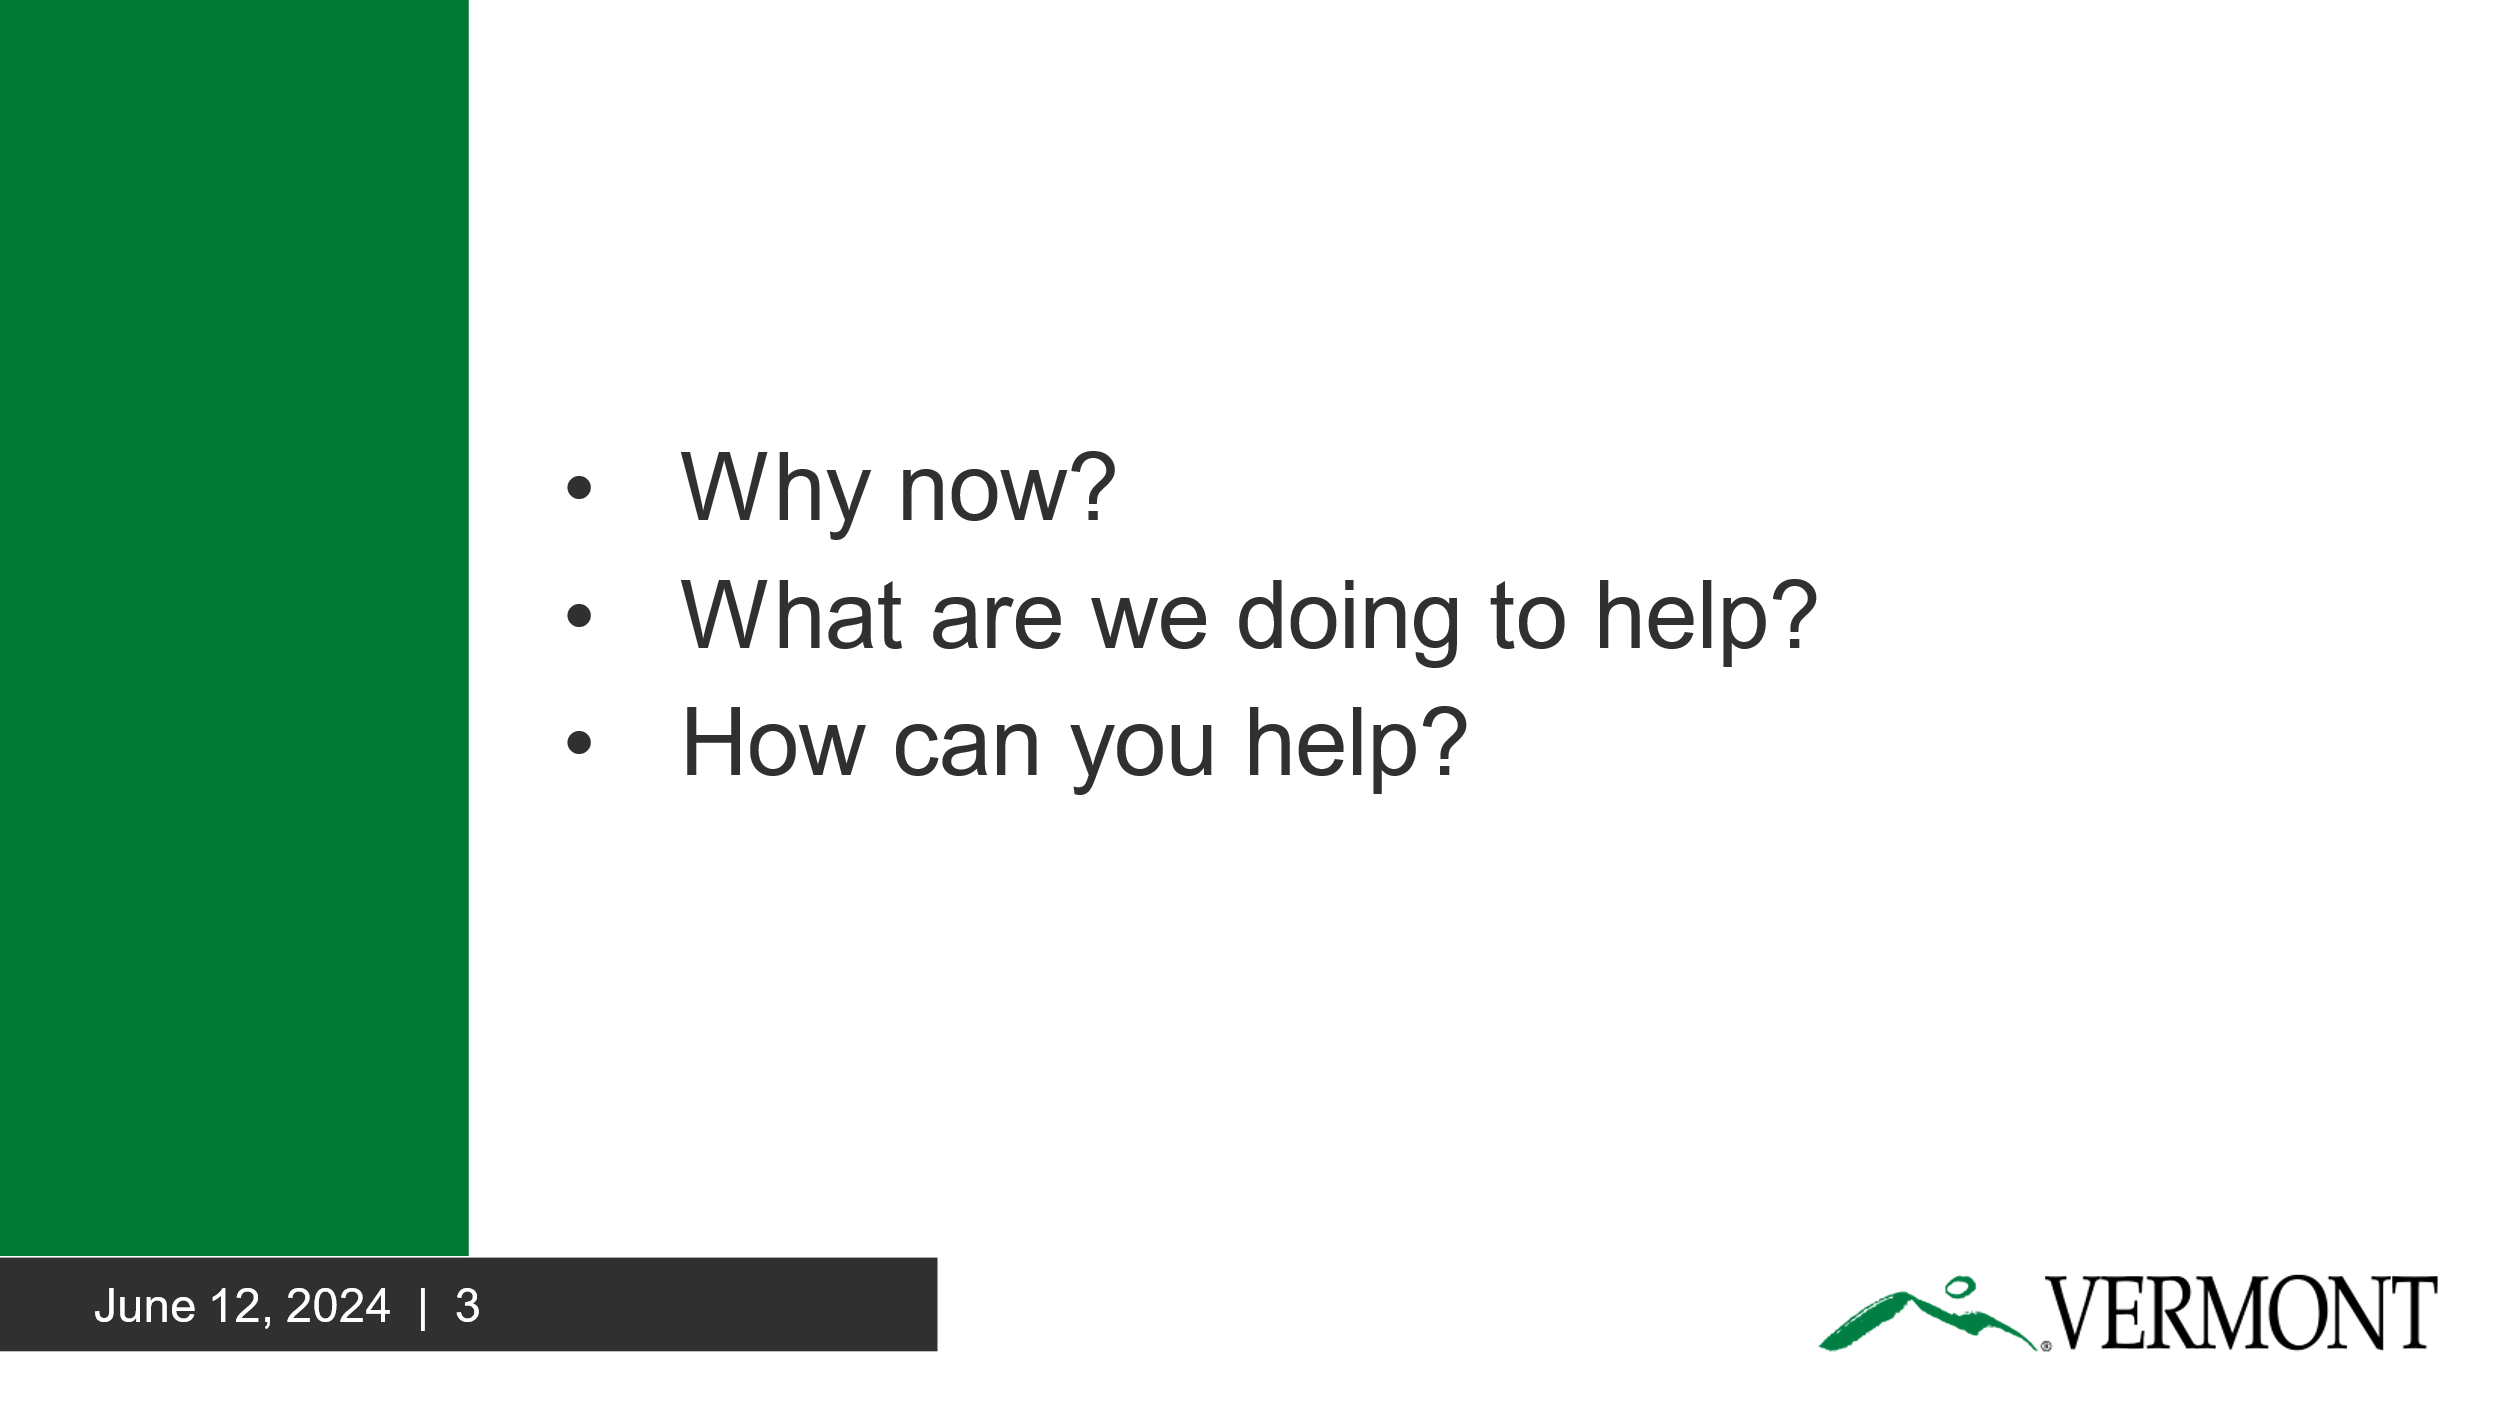 • Why now?
• What are we doing to help?
• How can you help?
June 12, 2024 | 3
® VERMONT